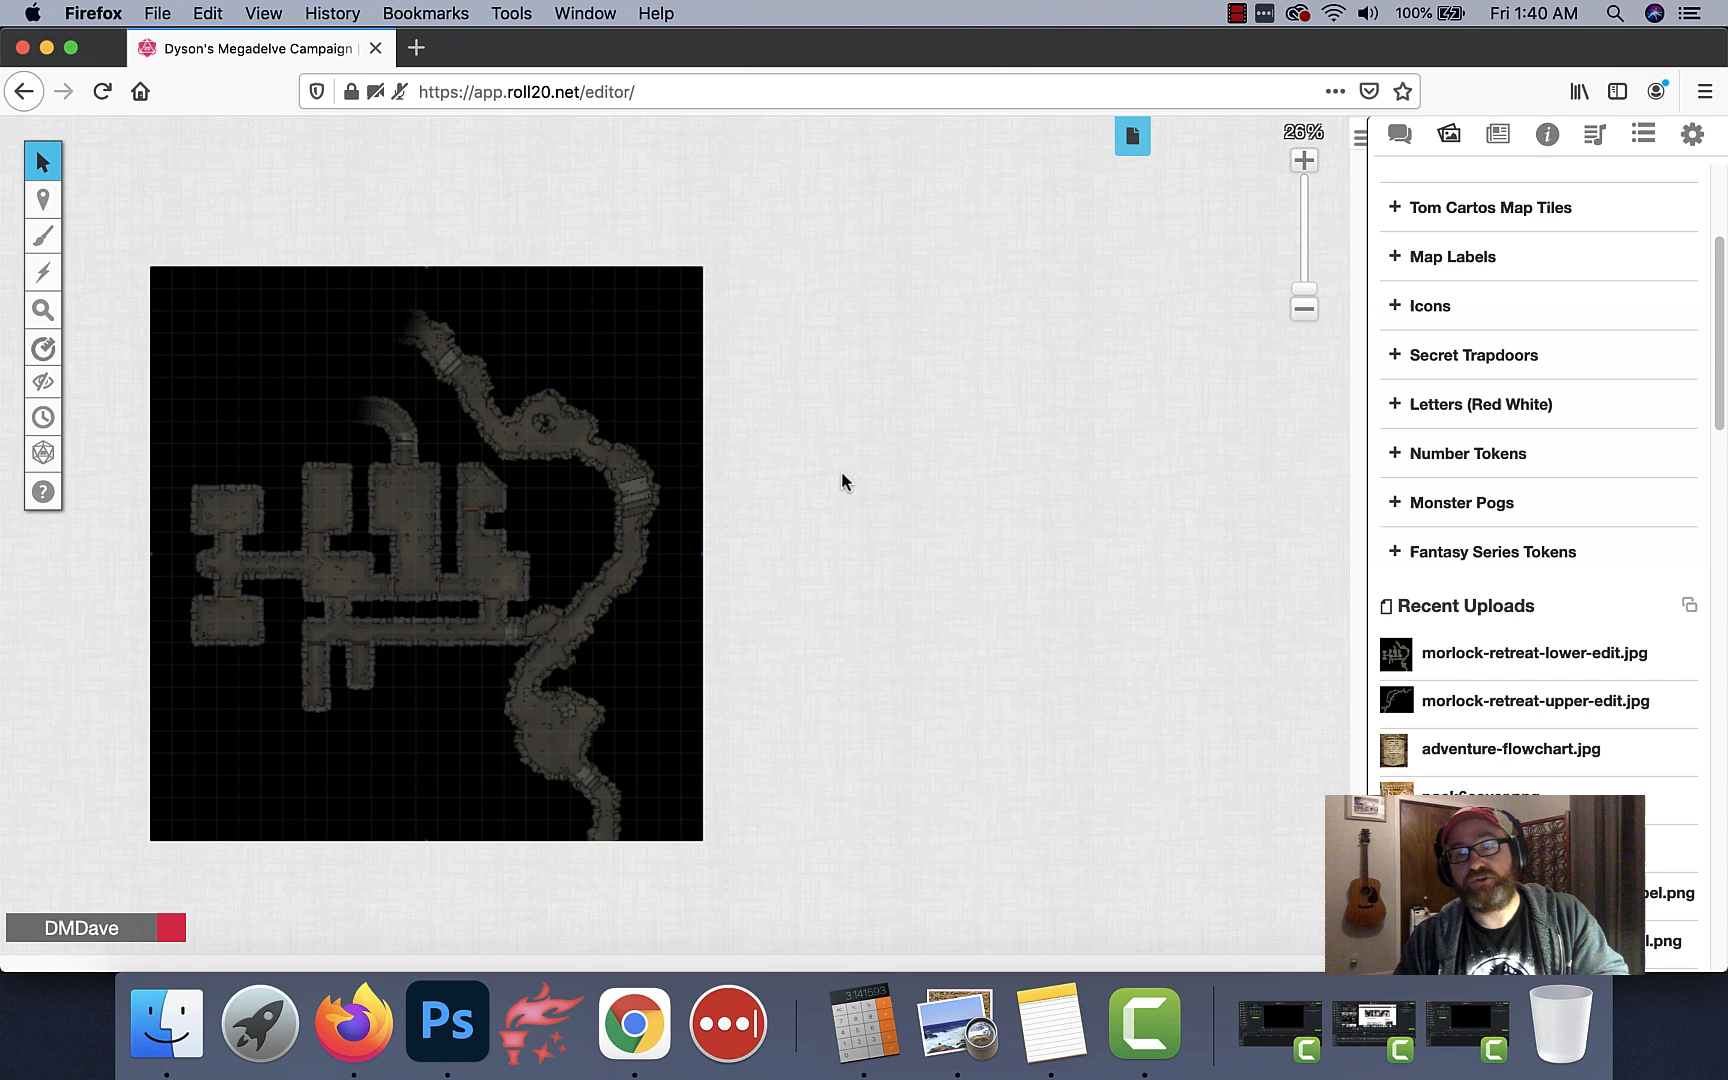 Firefox File Edit View History Bookmarks Tools Window Help 100% Fri 1:40 AM
Dyson's Megadelve Campaign |
https://app.roll20.net/editor/
26%
Tom Cartos Map Tiles
Map Labels
Icons
Secret Trapdoors
Letters (Red White)
Number Tokens
Monster Pogs
Fantasy Series Tokens
Recent Uploads
morlock-retreat-lower-edit.jpg
morlock-retreat-upper-edit.jpg
adventure-flowchart.jpg
DMDave
Ps
3.141593